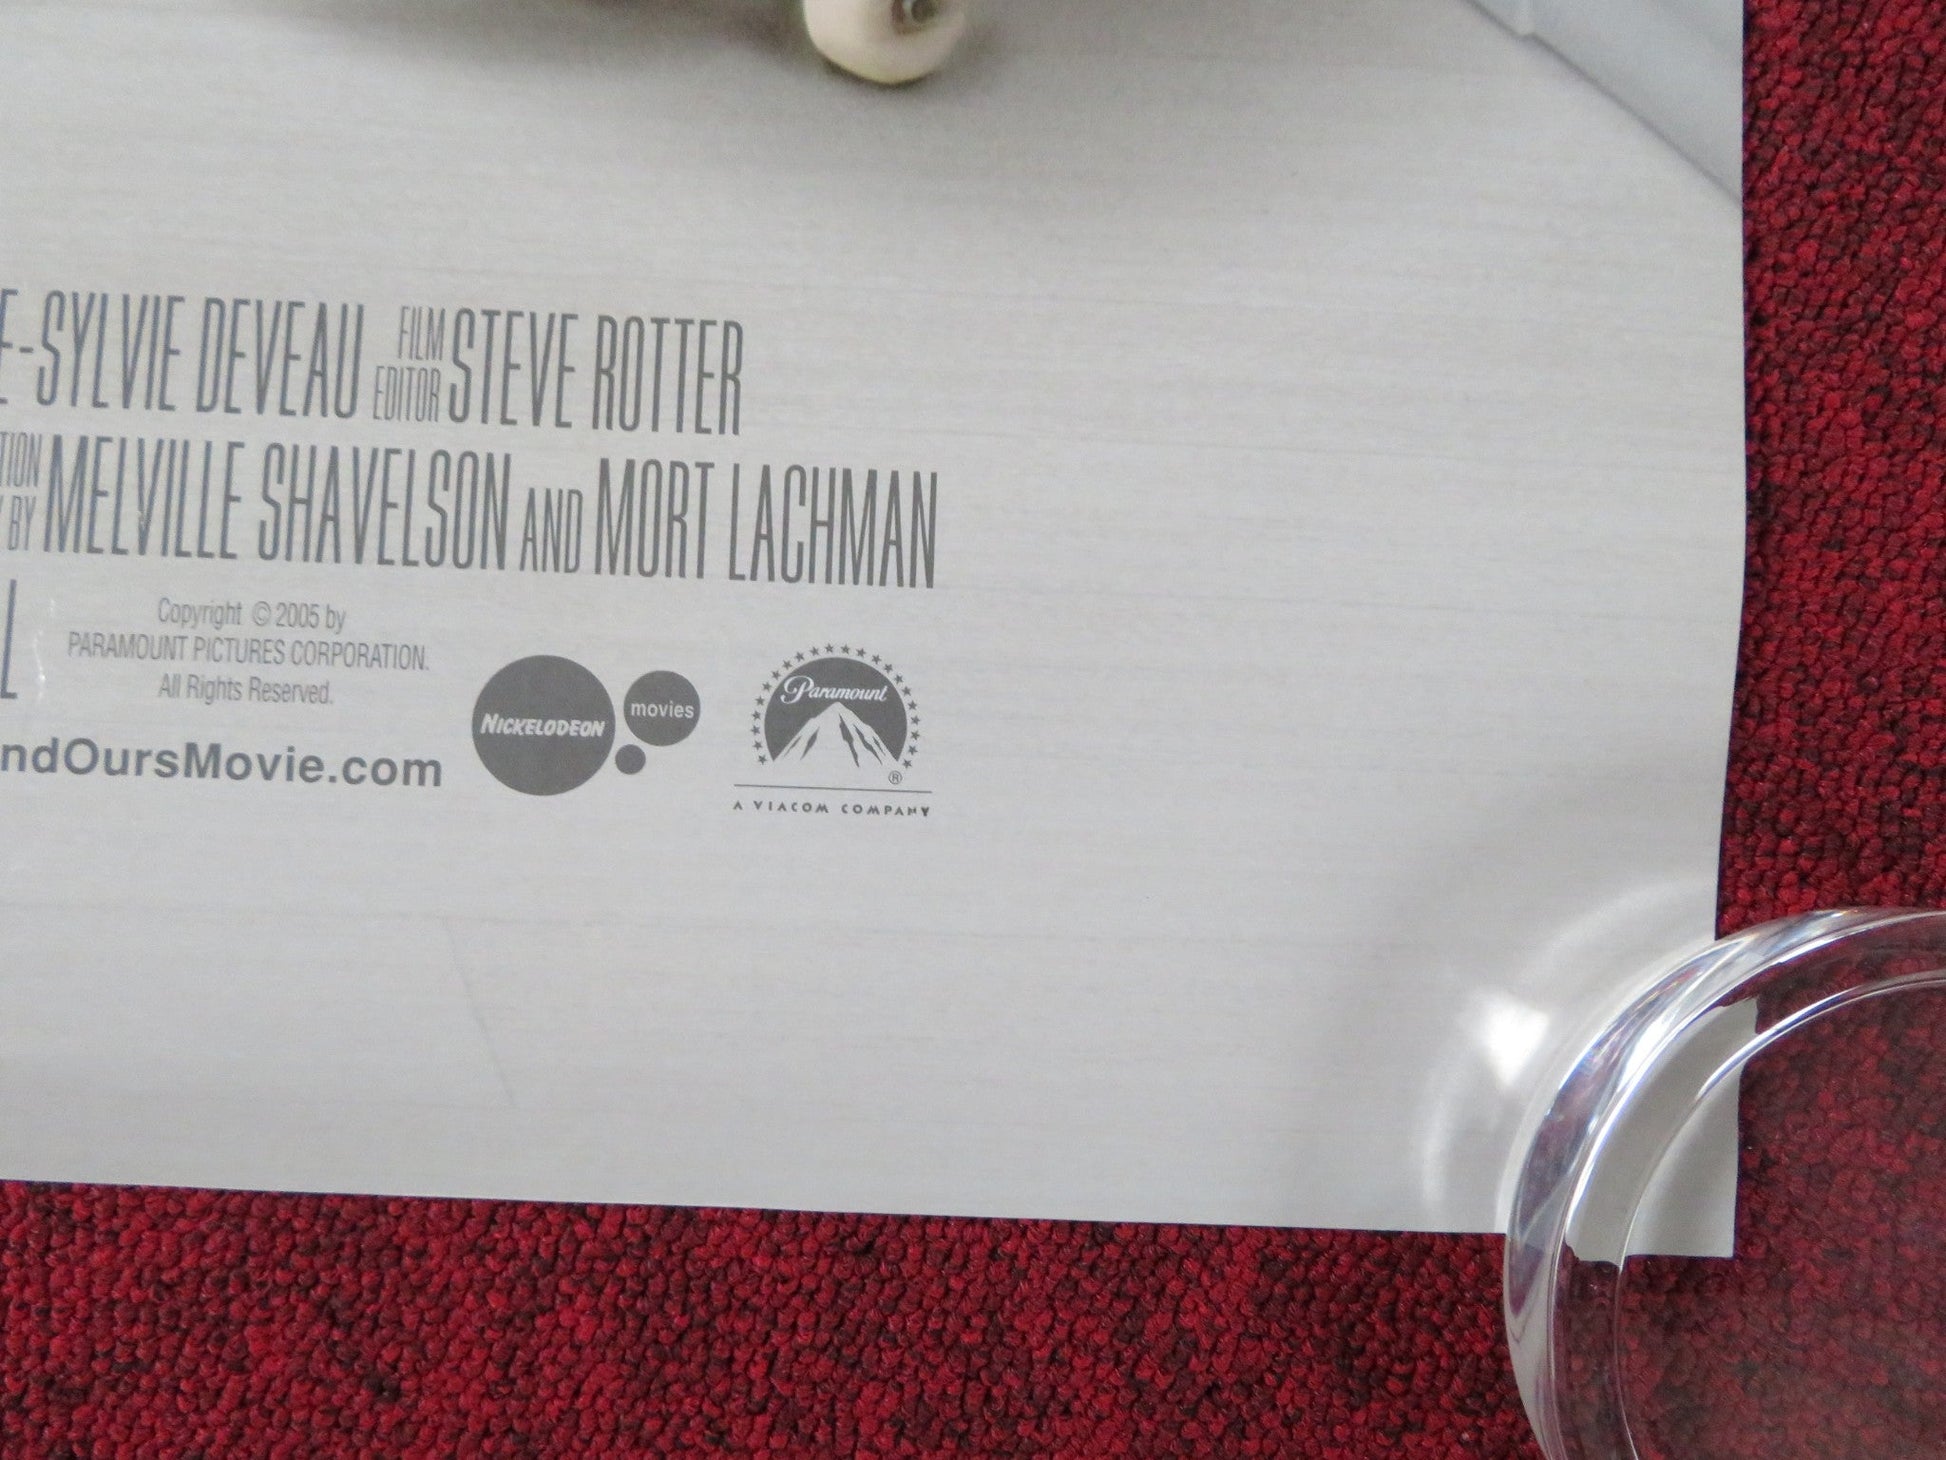 E-SYLVIE DEVEAU FILM EDITOR STEVE ROTTER
TION Y BY MELVILLE SHAVELSON AND MORT LACHMAN
L
Copyright © 2005 by
PARAMOUNT PICTURES CORPORATION.
All Rights Reserved.
ndOursMovie.com
NICKELODEON movies
Paramount
®
A VIACOM COMPANY